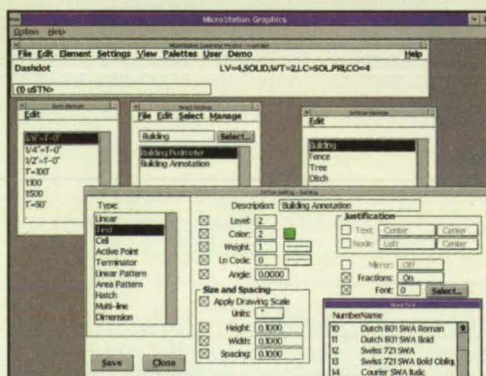 MicroStation Graphics
Option Help
File Edit Element Settings View Palettes User Demo Help
Dashdot LV=4,SOLID,WT=2,LC=SOL,PRI,CO=4
(1) uSTN>
Edit
1/8"=1'-0"
1/4"=1'-0"
1/2"=1'-0"
1"=100'
1:100
1:500
1"=50'
File Edit Select Manage
Building Select...
Building Perimeter
Building Annotation
Edit
Building
Fence
Tree
Ditch
Type:
Linear
Text
Cell
Active Point
Terminator
Linear Pattern
Area Pattern
Hatch
Multi-line
Dimension
Save Close
Description: Building Annotation
Level: 2
Color: 2
Weight: 1
Ln Code: 0
Angle: 0.0000
Size and Spacing
Apply Drawing Scale
Units: "
Height: 0.1000
Width: 0.1000
Spacing: 0.1000
Justification
Text: Center Center
Node: Left Center
Mirror: Off
Fractions: On
Font: 0 Select...
Number Name
10 Dutch 801 SWA Roman
11 Dutch 801 SWA Bold
12 Swiss 721 SWA
13 Swiss 721 SWA Bold Obliqu
14 Courier SWA Italic